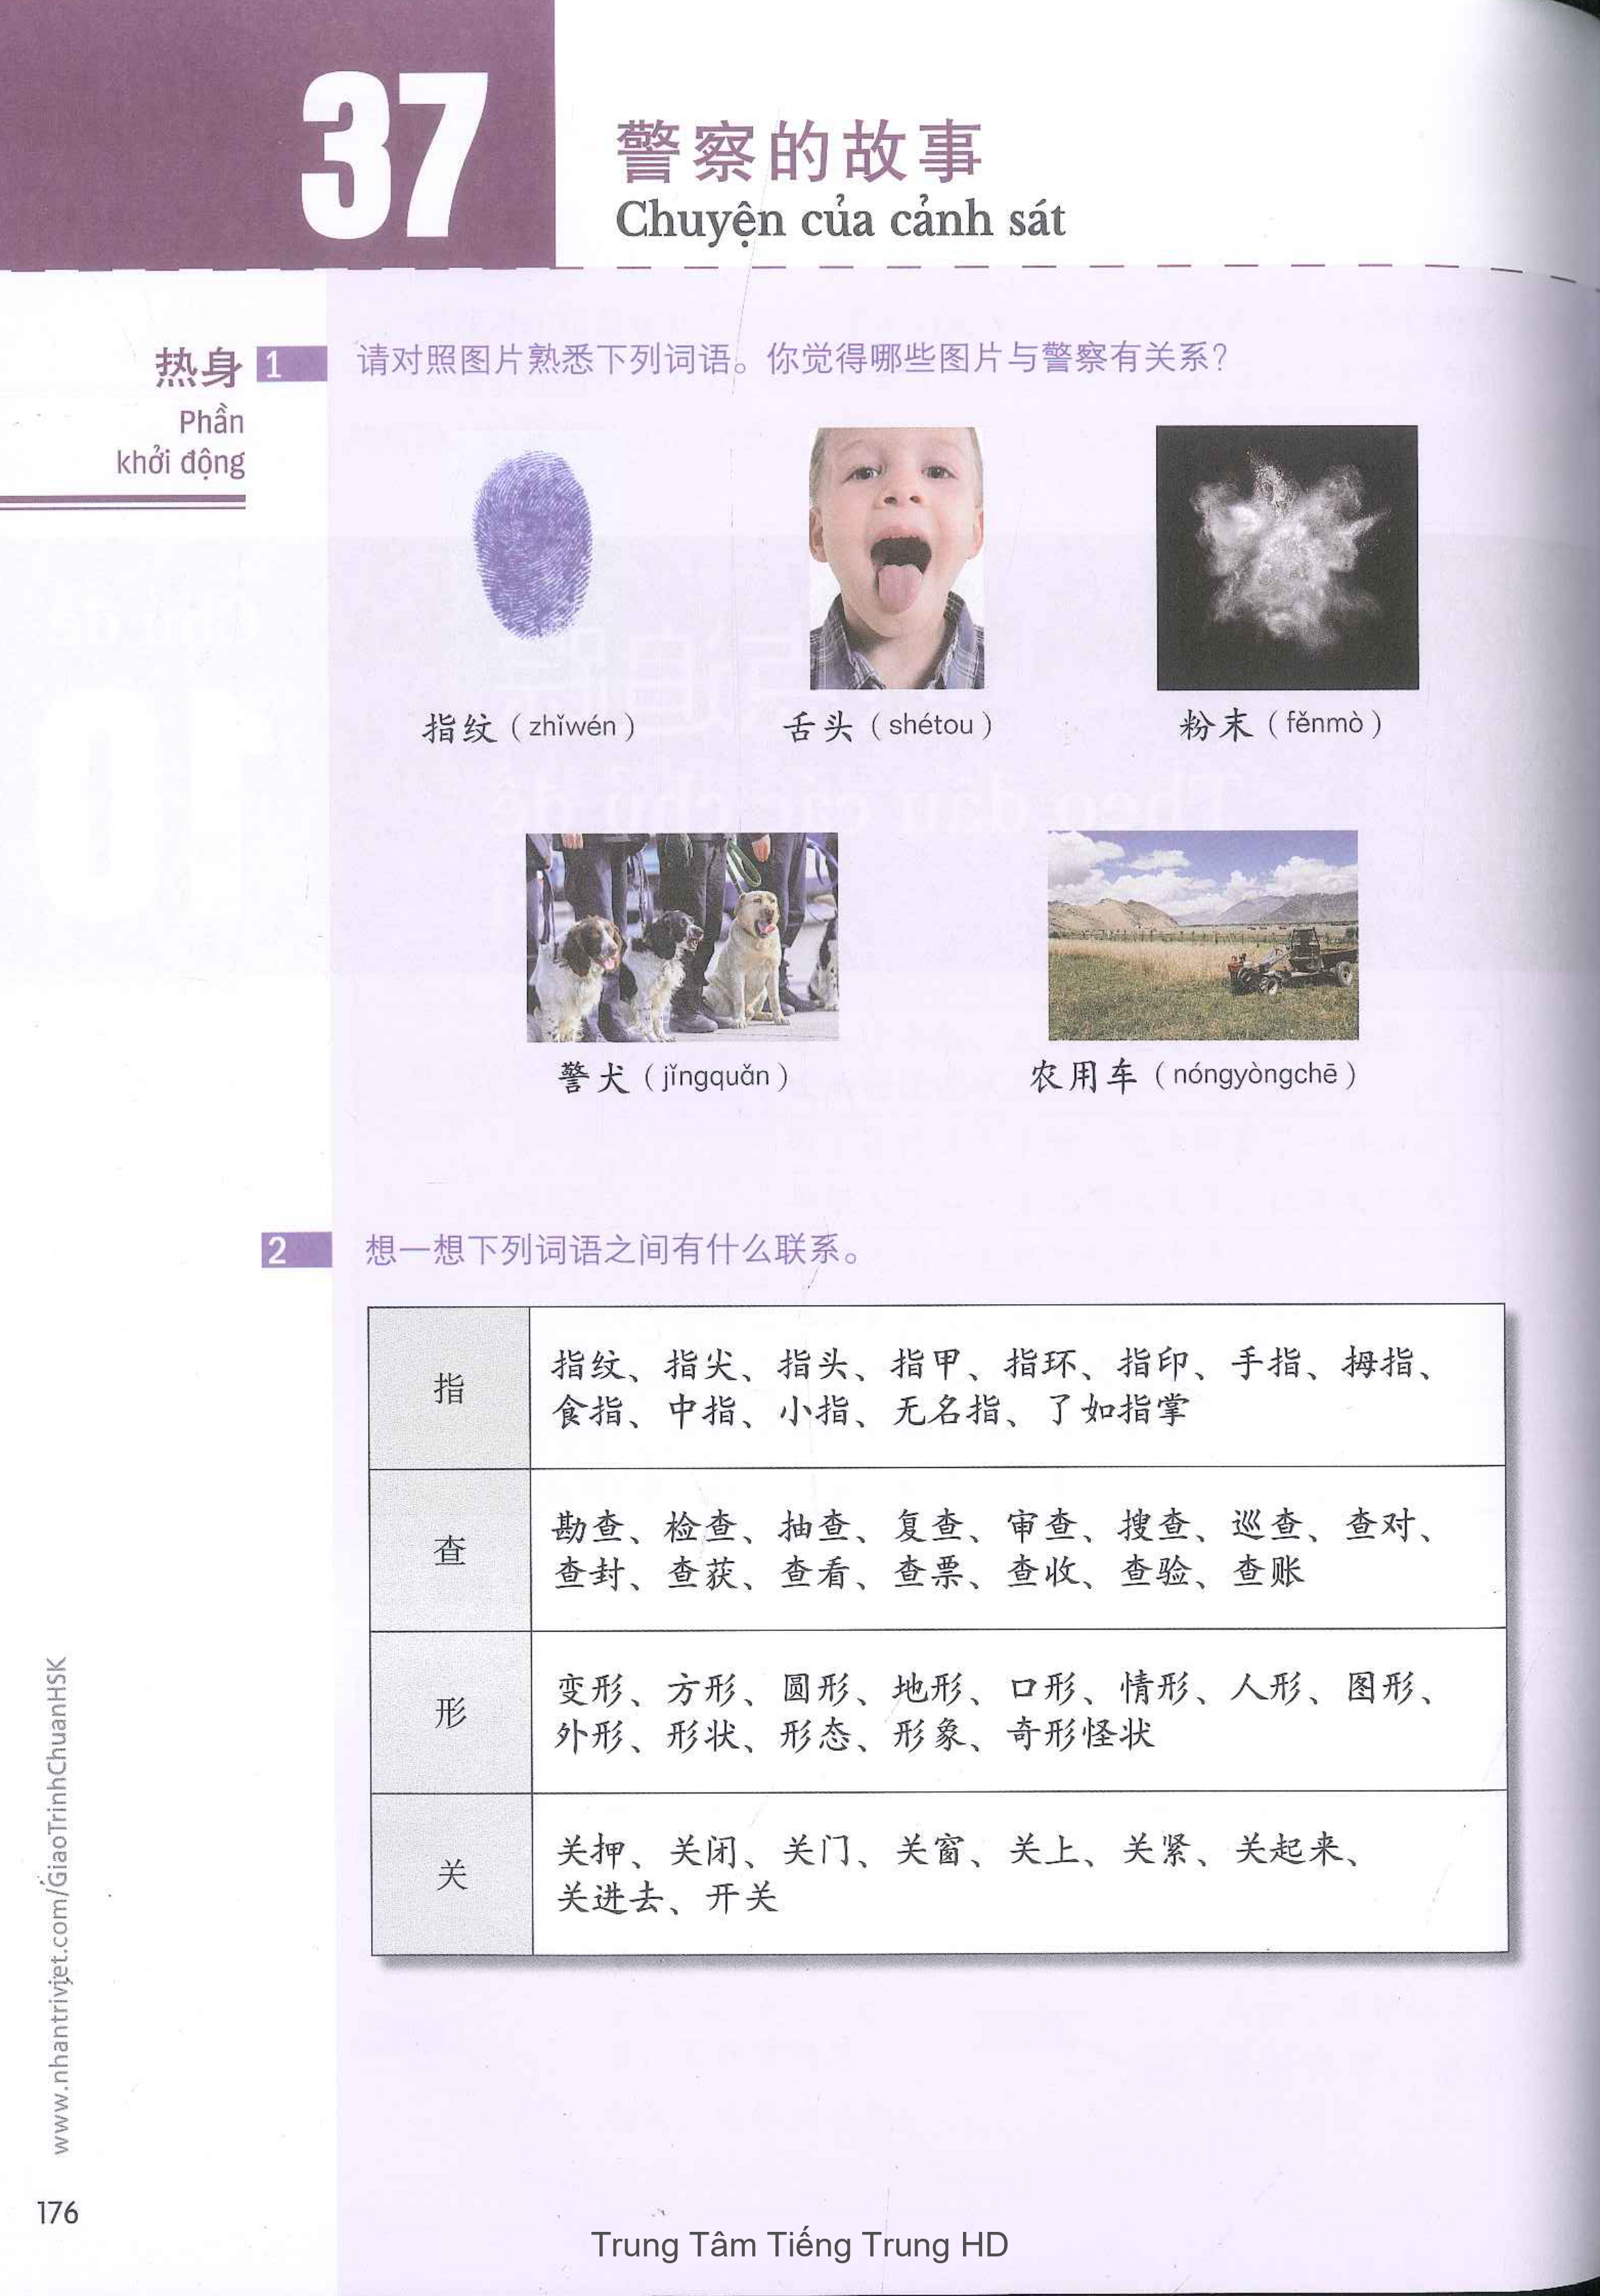 37
警察的故事
Chuyện của cảnh sát
热身
Phần
khởi động
1
请对照图片熟悉下列词语。你觉得哪些图片与警察有关系？
指纹（zhǐwén）
舌头（shétou）
粉末（fěnmò）
警犬（jǐngquǎn）
农用车（nóngyòngchē）
2
想一想下列词语之间有什么联系。
指
指纹、指尖、指头、指甲、指环、指印、手指、拇指、
食指、中指、小指、无名指、了如指掌
查
勘查、检查、抽查、复查、审查、搜查、巡查、查对、
查封、查获、查看、查票、查收、查验、查账
形
变形、方形、圆形、地形、口形、情形、人形、图形、
外形、形状、形态、形象、奇形怪状
关
关押、关闭、关门、关窗、关上、关紧、关起来、
关进去、开关
www.nhantriviet.com/GiaoTrinhChuanHSK
176
Trung Tâm Tiếng Trung HD